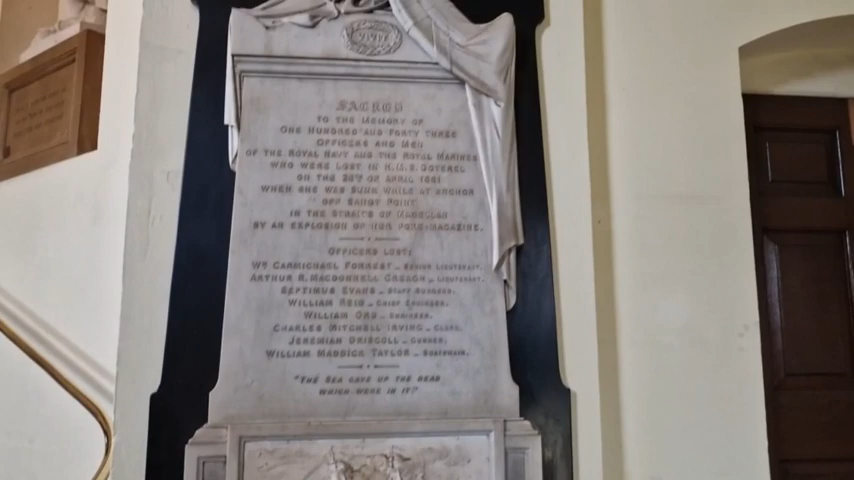 SACRED
TO THE MEMORY OF
ONE HUNDRED AND FORTY THREE
OFFICERS AND MEN
OF THE ROYAL NAVY AND THE ROYAL MARINES
WHO WERE LOST IN H.M.S. DOTEREL
ON THE 26TH OF APRIL 1881
WHEN SHE WAS SUNK WHILE AT ANCHOR
OFF SANDY POINT
IN THE STRAITS OF MAGELLAN
BY AN EXPLOSION OF HER FORE-MAGAZINE.
OFFICERS LOST:
WM CARMICHAEL FORREST _ SENIOR LIEUTENANT.
ARTHUR R. MACDONNELL CREAGH _ LIEUTENANT.
SEPTIMUS EVANS _ STAFF SURGEON.
WILLIAM REID _ CHIEF ENGINEER.
WILLIAM ORD _ ENGINEER.
CHARLES MITCHELL IRVING _ CLERK.
JEREMIAH DRISCOLL _ GUNNER.
WILLIAM MADDICK TAYLOR _ BOATSWAIN.
"THE SEA GAVE UP THE DEAD
WHICH WERE IN IT."